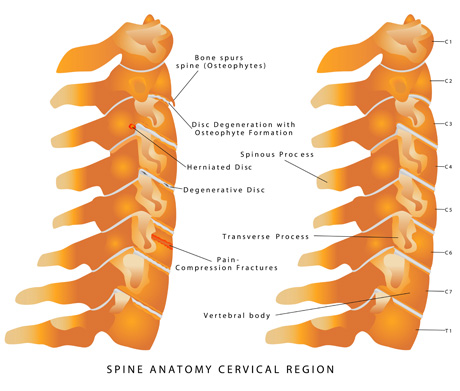 Bone spurs
spine (Osteophytes)
Disc Degeneration with
Osteophyte Formation
Herniated Disc
Degenerative Disc
Pain-
Compression Fractures
Spinous Process
Transverse Process
Vertebral body
C1
C2
C3
C4
C5
C6
C7
T1
SPINE ANATOMY CERVICAL REGION